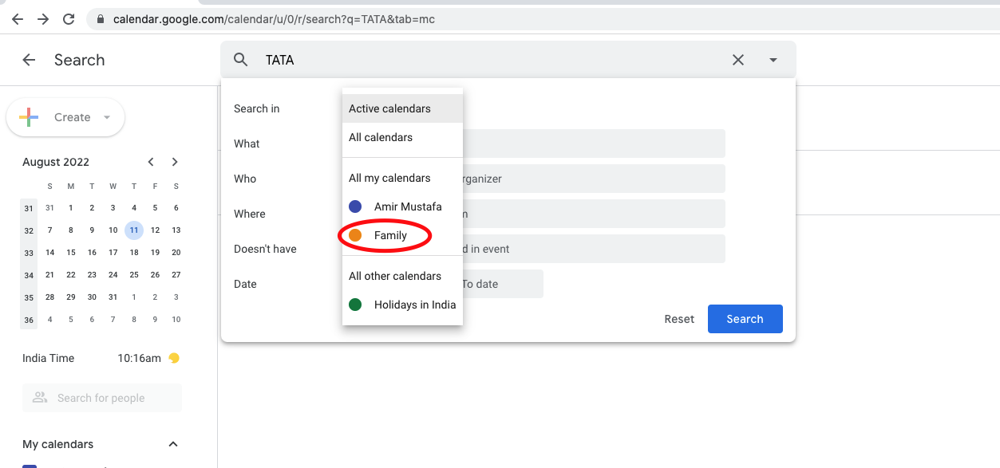 calendar.google.com/calendar/u/0/r/search?q=TATA&tab=mc
Search
TATA
Create
August 2022
S M T W T F S
31 31 1 2 3 4 5 6
32 7 8 9 10 11 12 13
33 14 15 16 17 18 19 20
34 21 22 23 24 25 26 27
35 28 29 30 31 1 2 3
36 4 5 6 7 8 9 10
India Time 10:16am
Search for people
My calendars
Search in
What
Who
Where
Doesn't have
Date
Active calendars
All calendars
All my calendars
Amir Mustafa
Family
All other calendars
Holidays in India
in event
To date
Reset
Search